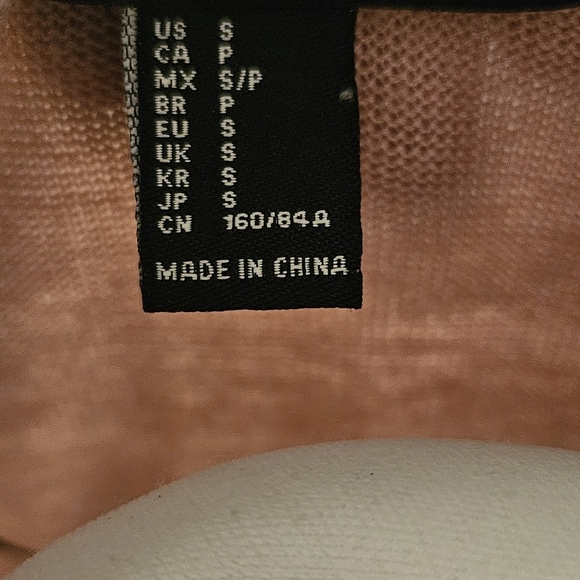 US S
CA P
MX S/P
BR P
EU S
UK S
KR S
JP S
CN 160/84A
MADE IN CHINA